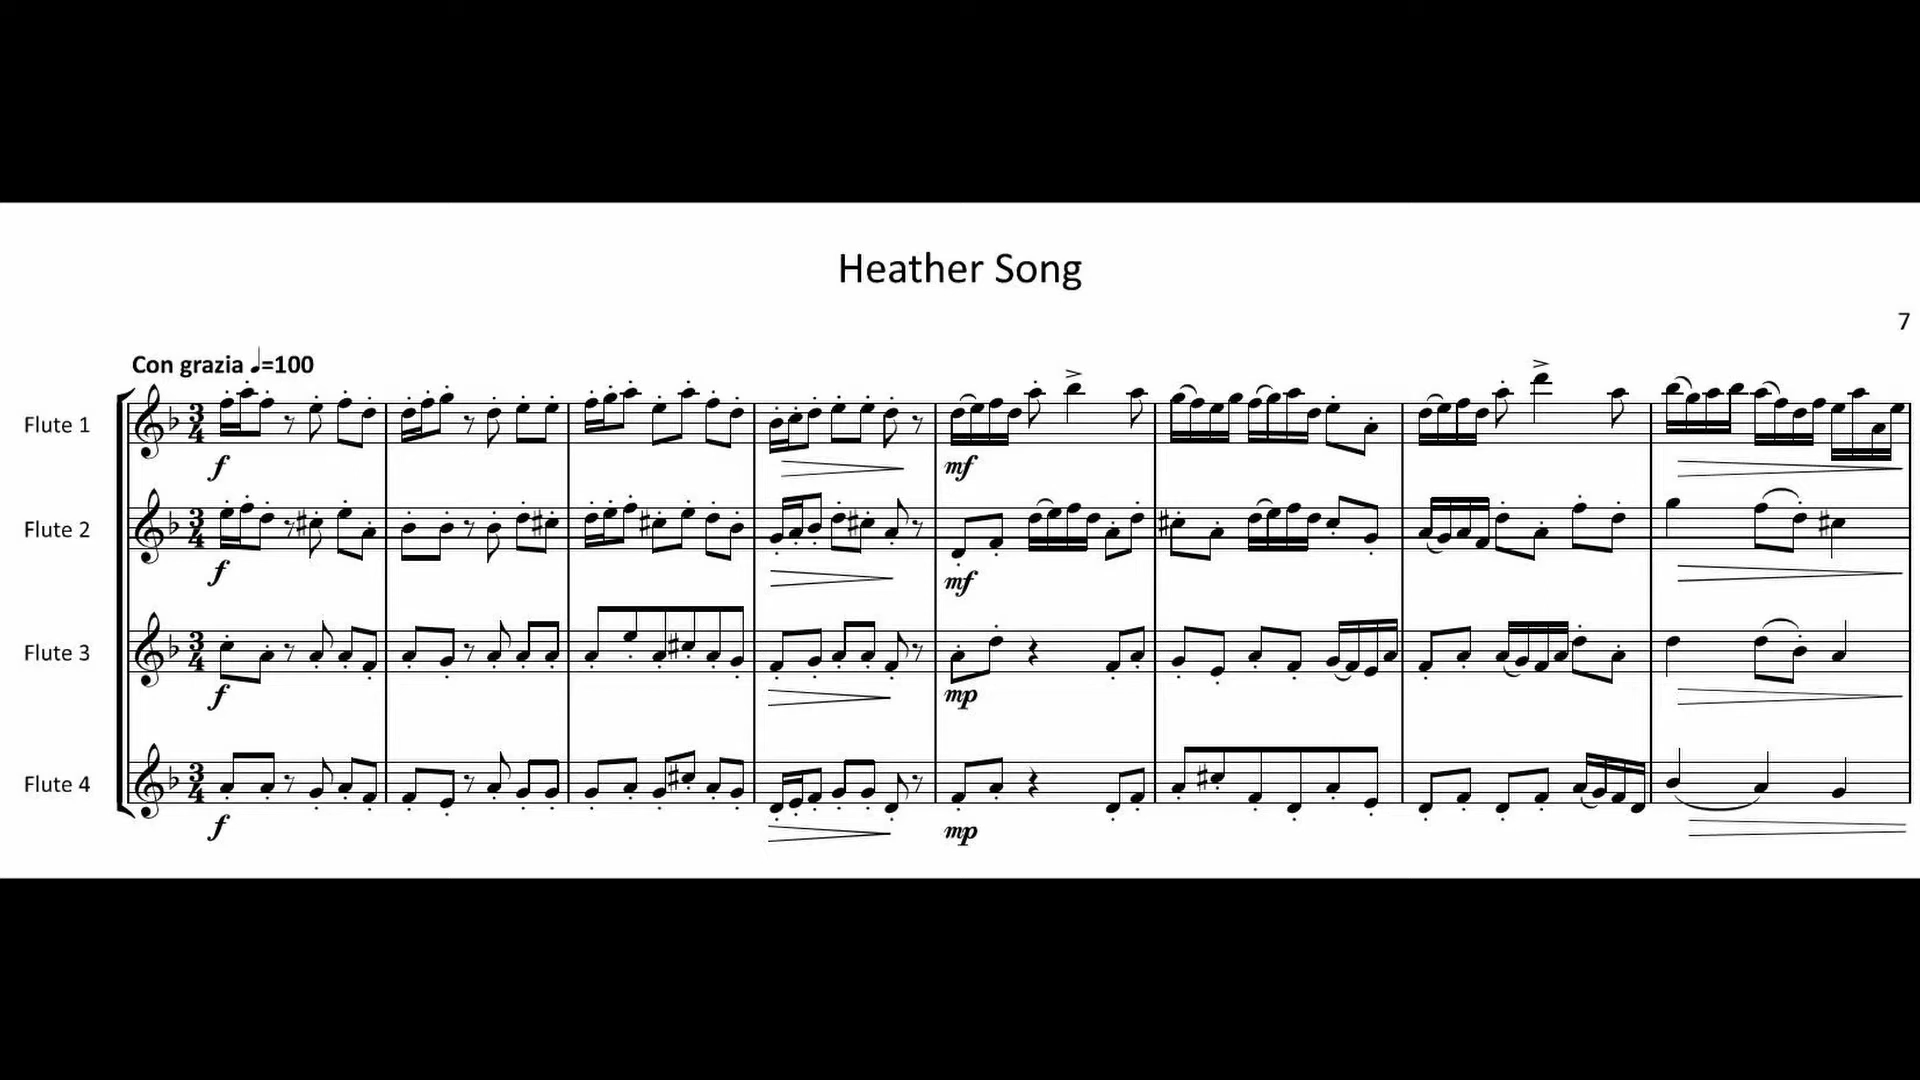 Heather Song
7
Con grazia ♩=100
Flute 1
f
mf
Flute 2
f
mf
Flute 3
f
mp
Flute 4
f
mp